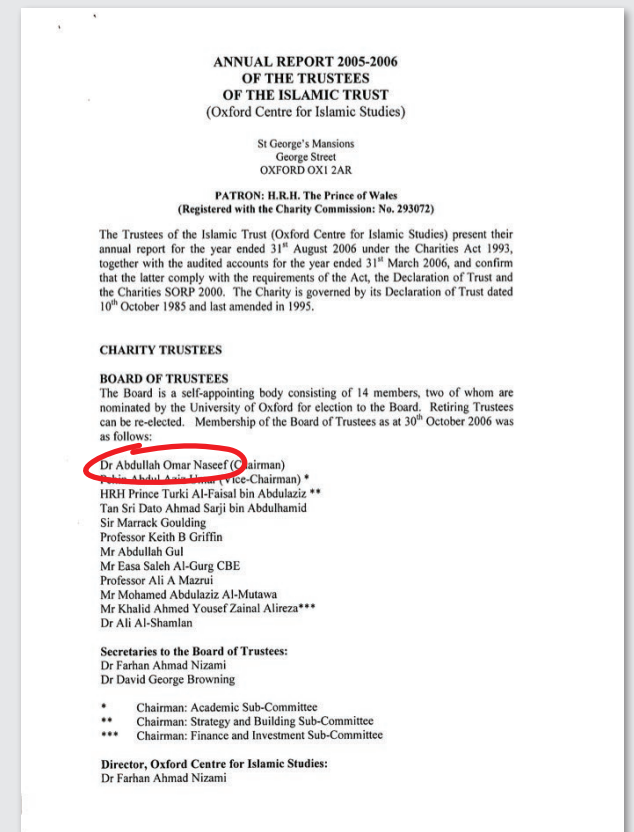 ANNUAL REPORT 2005-2006
OF THE TRUSTEES
OF THE ISLAMIC TRUST
(Oxford Centre for Islamic Studies)
St George's Mansions
George Street
OXFORD OX1 2AR
PATRON: H.R.H. The Prince of Wales
(Registered with the Charity Commission: No. 293072)
The Trustees of the Islamic Trust (Oxford Centre for Islamic Studies) present their
annual report for the year ended 31st August 2006 under the Charities Act 1993,
together with the audited accounts for the year ended 31st March 2006, and confirm
that the latter comply with the requirements of the Act, the Declaration of Trust and
the Charities SORP 2000. The Charity is governed by its Declaration of Trust dated
10th October 1985 and last amended in 1995.
CHARITY TRUSTEES
BOARD OF TRUSTEES
The Board is a self-appointing body consisting of 14 members, two of whom are
nominated by the University of Oxford for election to the Board. Retiring Trustees
can be re-elected. Membership of the Board of Trustees as at 30th October 2006 was
as follows:
Dr Abdullah Omar Naseef (Chairman)
Pehin Abdul Aziz Umar (Vice-Chairman) *
HRH Prince Turki Al-Faisal bin Abdulaziz **
Tan Sri Dato Ahmad Sarji bin Abdulhamid
Sir Marrack Goulding
Professor Keith B Griffin
Mr Abdullah Gul
Mr Easa Saleh Al-Gurg CBE
Professor Ali A Mazrui
Mr Mohamed Abdulaziz Al-Mutawa
Mr Khalid Ahmed Yousef Zainal Alireza***
Dr Ali Al-Shamlan
Secretaries to the Board of Trustees:
Dr Farhan Ahmad Nizami
Dr David George Browning
* Chairman: Academic Sub-Committee
** Chairman: Strategy and Building Sub-Committee
*** Chairman: Finance and Investment Sub-Committee
Director, Oxford Centre for Islamic Studies:
Dr Farhan Ahmad Nizami